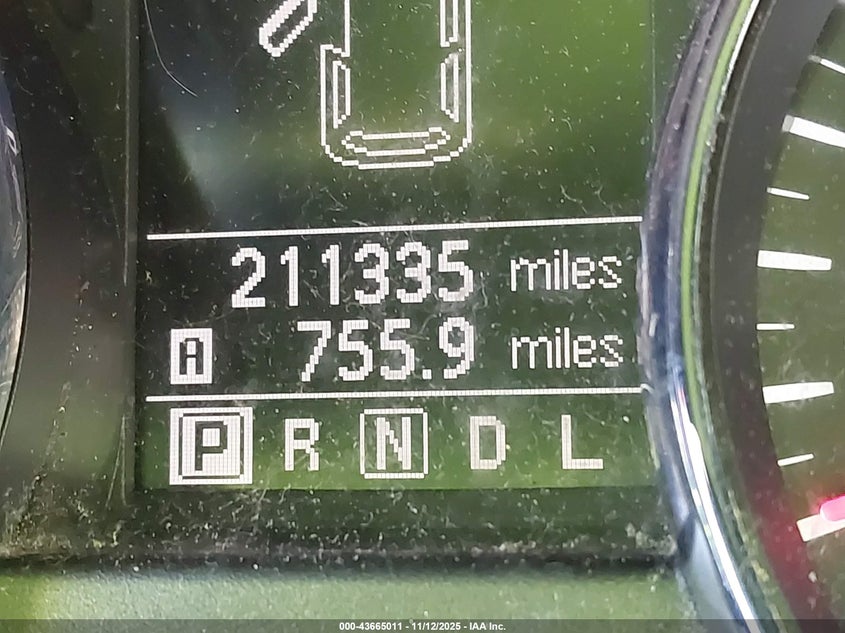 211335 miles
A 755.9 miles
P R N D L
000-43665011 - 11/12/2025 - IAA Inc.